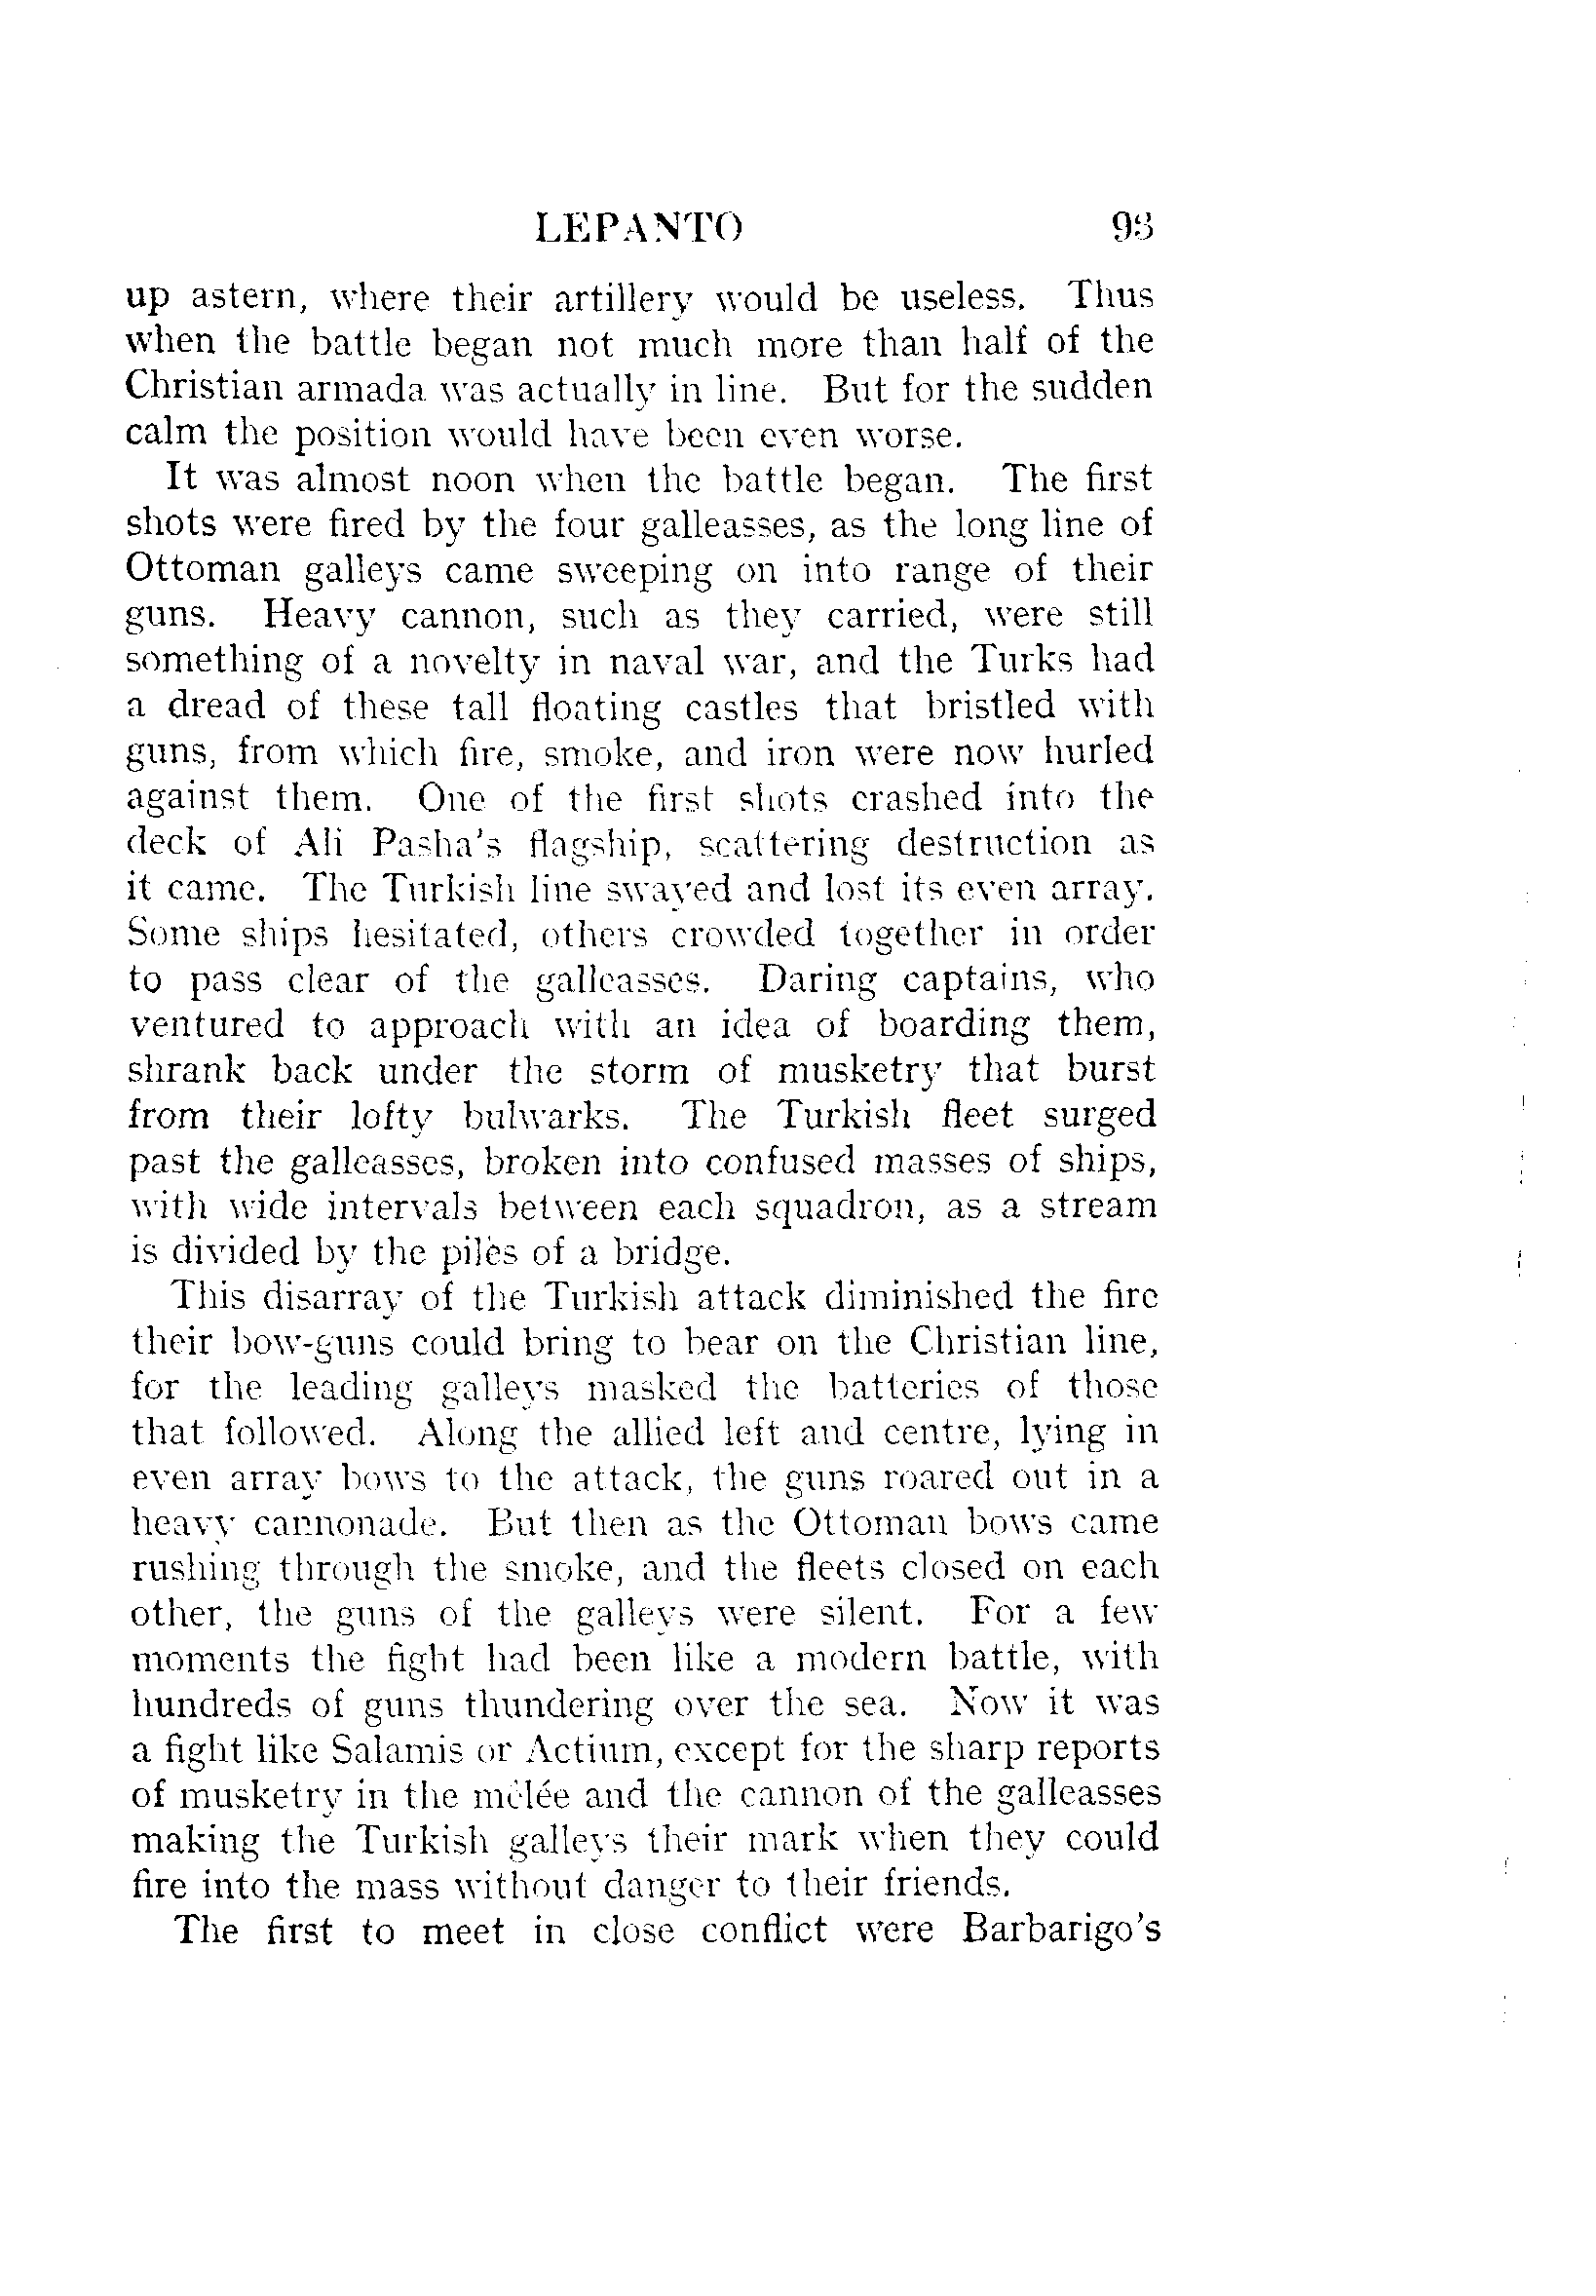 LEPANTO 93
up astern, where their artillery would be useless. Thus
when the battle began not much more than half of the
Christian armada was actually in line. But for the sudden
calm the position would have been even worse.
It was almost noon when the battle began. The first
shots were fired by the four galleasses, as the long line of
Ottoman galleys came sweeping on into range of their
guns. Heavy cannon, such as they carried, were still
something of a novelty in naval war, and the Turks had
a dread of these tall floating castles that bristled with
guns, from which fire, smoke, and iron were now hurled
against them. One of the first shots crashed into the
deck of Ali Pasha's flagship, scattering destruction as
it came. The Turkish line swayed and lost its even array.
Some ships hesitated, others crowded together in order
to pass clear of the galleasses. Daring captains, who
ventured to approach with an idea of boarding them,
shrank back under the storm of musketry that burst
from their lofty bulwarks. The Turkish fleet surged
past the galleasses, broken into confused masses of ships,
with wide intervals between each squadron, as a stream
is divided by the piles of a bridge.
This disarray of the Turkish attack diminished the fire
their bow-guns could bring to bear on the Christian line,
for the leading galleys masked the batteries of those
that followed. Along the allied left and centre, lying in
even array bows to the attack, the guns roared out in a
heavy cannonade. But then as the Ottoman bows came
rushing through the smoke, and the fleets closed on each
other, the guns of the galleys were silent. For a few
moments the fight had been like a modern battle, with
hundreds of guns thundering over the sea. Now it was
a fight like Salamis or Actium, except for the sharp reports
of musketry in the mêlée and the cannon of the galleasses
making the Turkish galleys their mark when they could
fire into the mass without danger to their friends.
The first to meet in close conflict were Barbarigo's